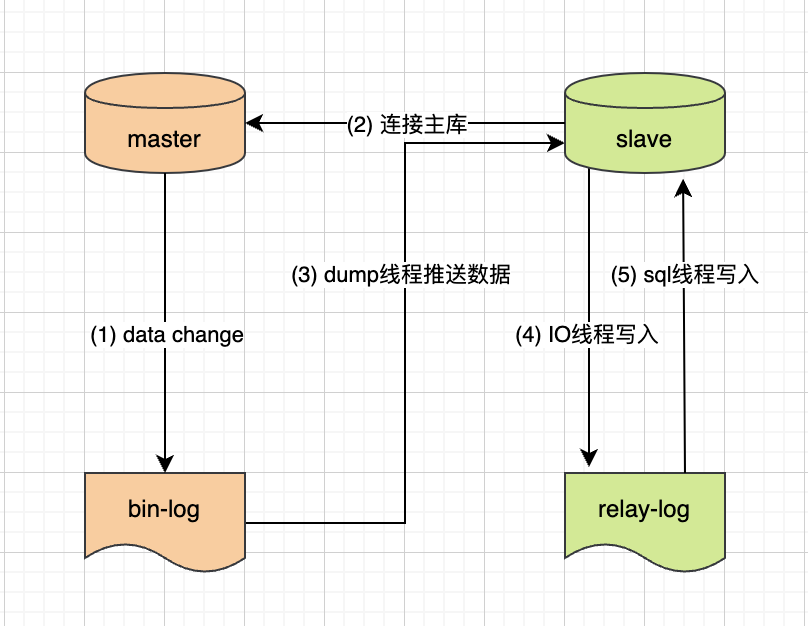 master
(2) 连接主库
slave
(3) dump线程推送数据
(5) sql线程写入
(1) data change
(4) IO线程写入
bin-log
relay-log